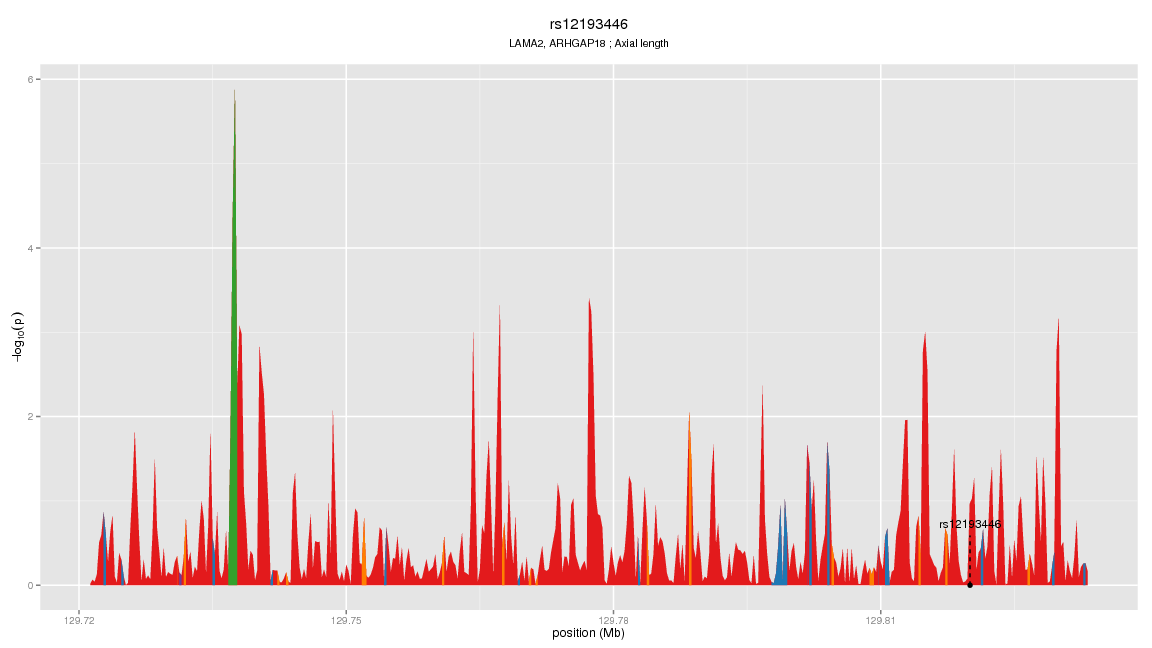 rs12193446
LAMA2, ARHGAP18 ; Axial length
6
4
2
0
−log10(p)
rs12193446
129.72
129.75
129.78
129.81
position (Mb)